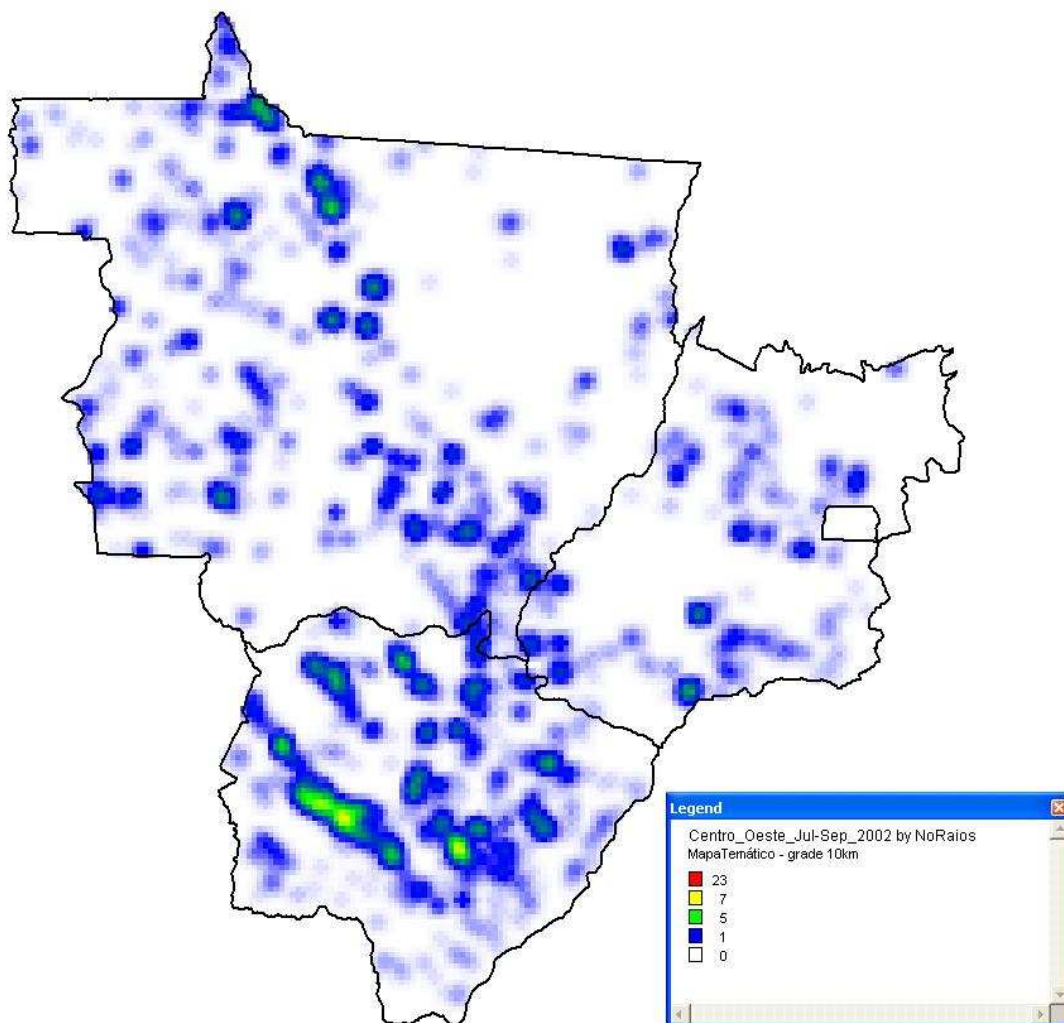 Legend
Centro_Oeste_Jul-Sep_2002 by NoRaios
MapaTemático - grade 10km
23
7
5
1
0